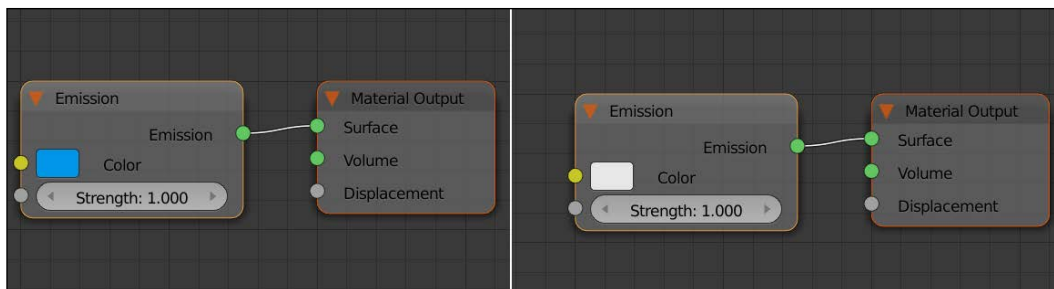 Emission
Emission
Color
Strength: 1.000
Material Output
Surface
Volume
Displacement
Emission
Emission
Color
Strength: 1.000
Material Output
Surface
Volume
Displacement